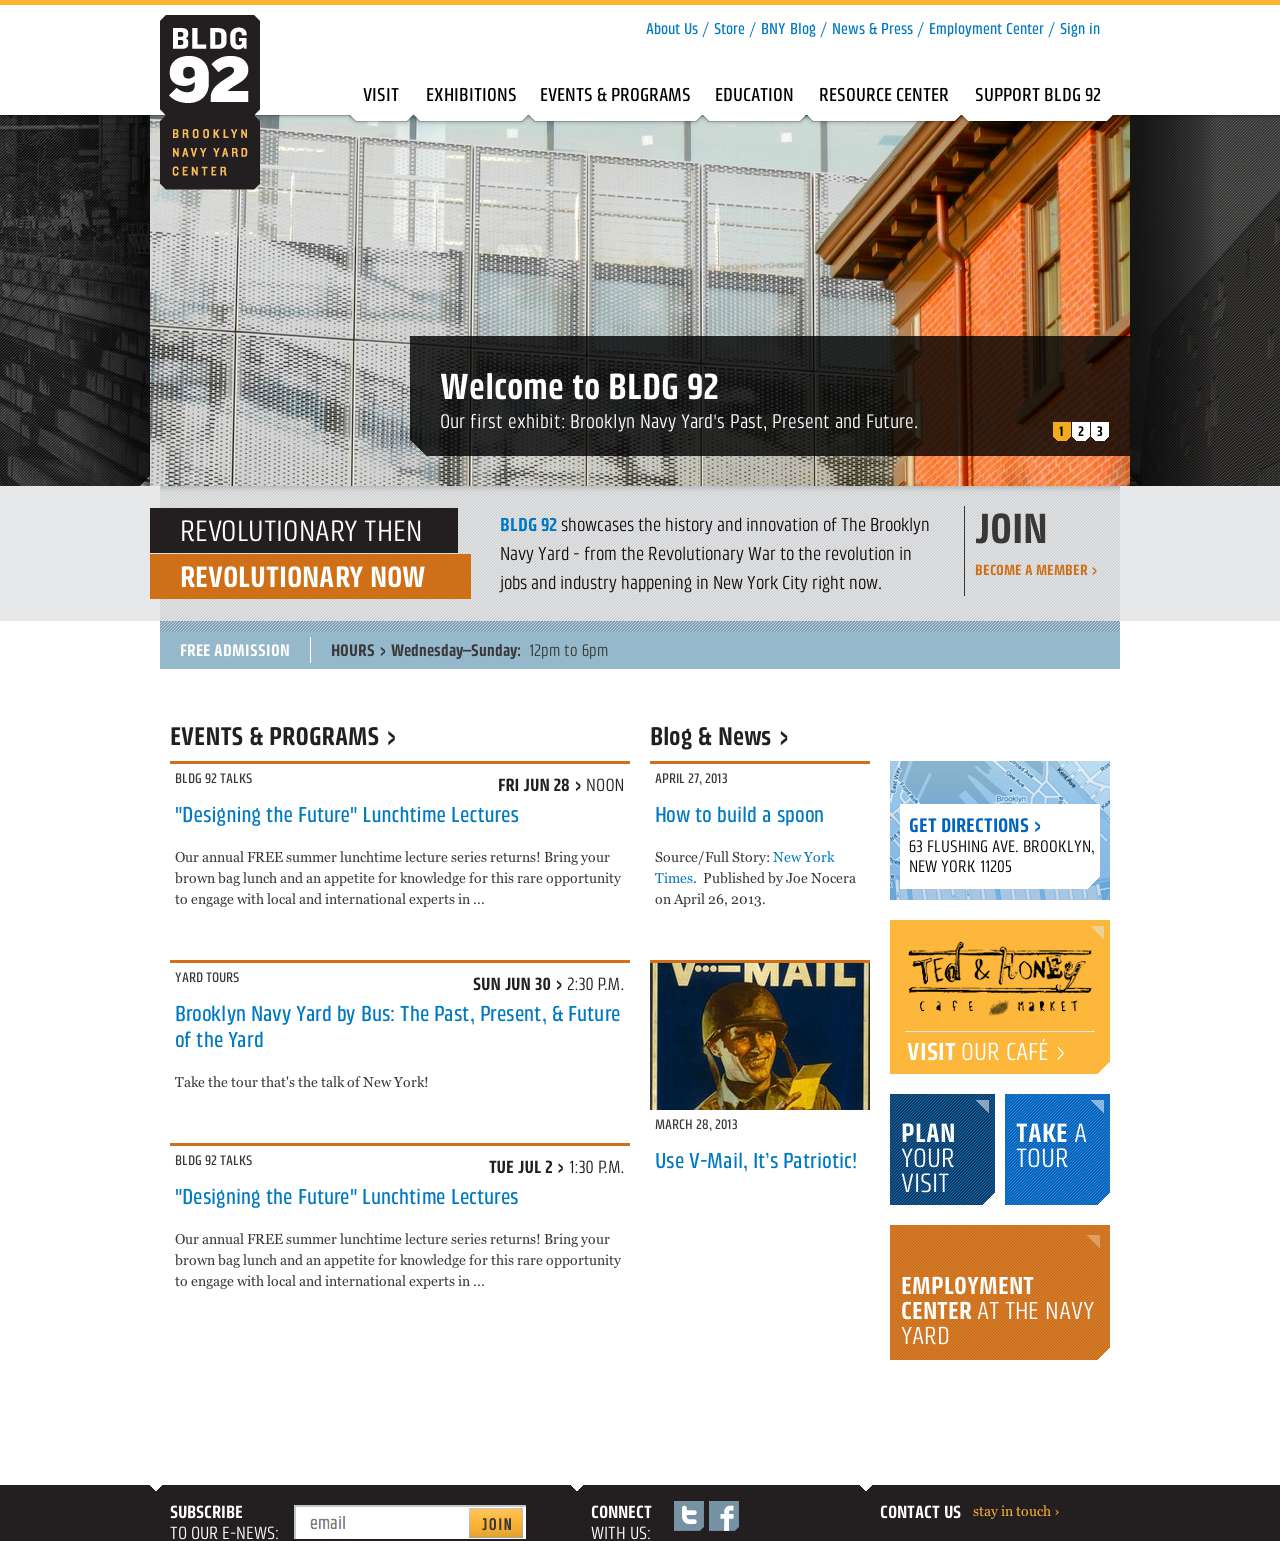 BLDG
92
BROOKLYN
NAVY YARD
CENTER
About Us / Store / BNY Blog / News & Press / Employment Center / Sign in
VISIT EXHIBITIONS EVENTS & PROGRAMS EDUCATION RESOURCE CENTER SUPPORT BLDG 92
Welcome to BLDG 92
Our first exhibit: Brooklyn Navy Yard's Past, Present and Future.
1 2 3
REVOLUTIONARY THEN
REVOLUTIONARY NOW
BLDG 92 showcases the history and innovation of The Brooklyn
Navy Yard - from the Revolutionary War to the revolution in
jobs and industry happening in New York City right now.
JOIN
BECOME A MEMBER ›
FREE ADMISSION
HOURS › Wednesday–Sunday: 12pm to 6pm
EVENTS & PROGRAMS ›
BLDG 92 TALKS
FRI JUN 28 › NOON
"Designing the Future" Lunchtime Lectures
Our annual FREE summer lunchtime lecture series returns! Bring your
brown bag lunch and an appetite for knowledge for this rare opportunity
to engage with local and international experts in ...
YARD TOURS
SUN JUN 30 › 2:30 P.M.
Brooklyn Navy Yard by Bus: The Past, Present, & Future
of the Yard
Take the tour that's the talk of New York!
BLDG 92 TALKS
TUE JUL 2 › 1:30 P.M.
"Designing the Future" Lunchtime Lectures
Our annual FREE summer lunchtime lecture series returns! Bring your
brown bag lunch and an appetite for knowledge for this rare opportunity
to engage with local and international experts in ...
Blog & News ›
APRIL 27, 2013
How to build a spoon
Source/Full Story: New York
Times. Published by Joe Nocera
on April 26, 2013.
V···—MAIL
MARCH 28, 2013
Use V-Mail, It's Patriotic!
Brooklyn
GET DIRECTIONS ›
63 FLUSHING AVE. BROOKLYN,
NEW YORK 11205
TED & HONEY
CAFE MARKET
VISIT OUR CAFÉ ›
PLAN
YOUR
VISIT
TAKE A
TOUR
EMPLOYMENT
CENTER AT THE NAVY
YARD
SUBSCRIBE
TO OUR E-NEWS:
email
JOIN
CONNECT
WITH US:
t f
CONTACT US stay in touch ›